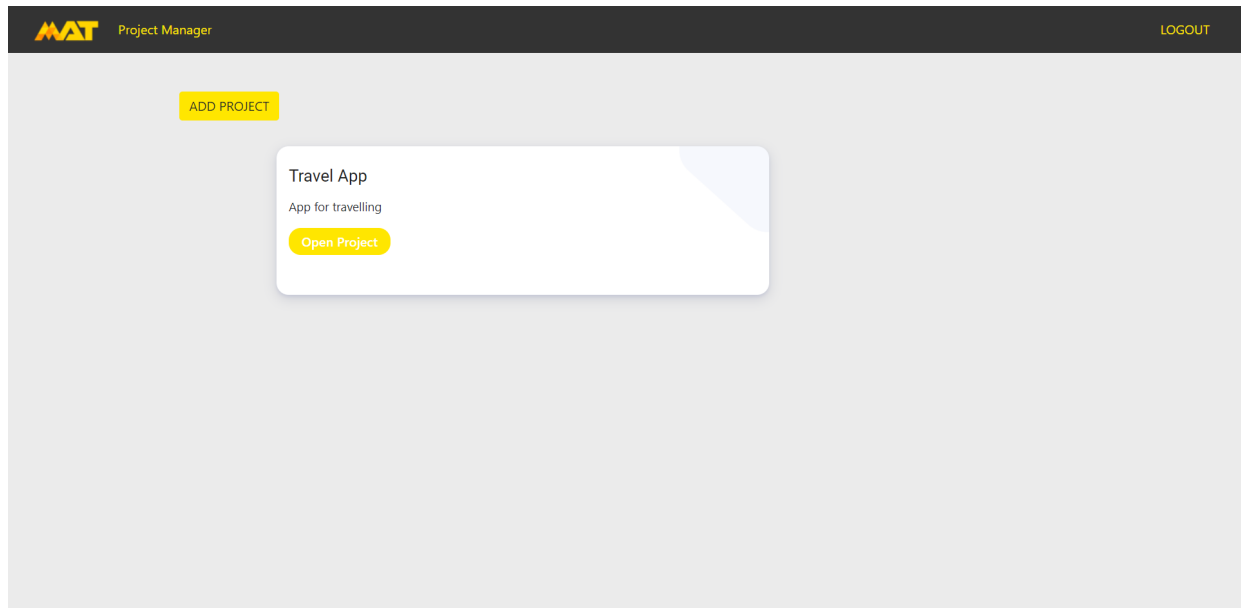 MAT Project Manager LOGOUT
ADD PROJECT
Travel App
App for travelling
Open Project